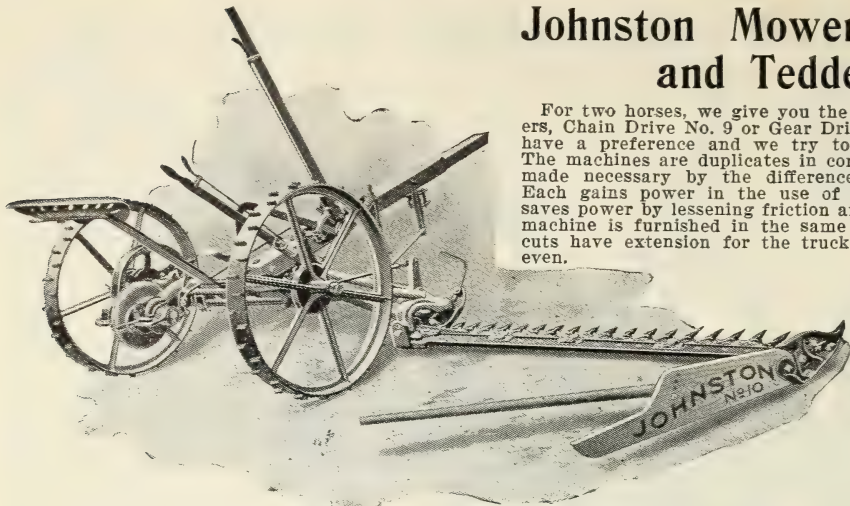 Johnston Mower
and Tedde
For two horses, we give you the
ers, Chain Drive No. 9 or Gear Dri
have a preference and we try to
The machines are duplicates in con
made necessary by the difference
Each gains power in the use of
saves power by lessening friction a
machine is furnished in the same
cuts have extension for the truck
even.
JOHNSTON
No 10